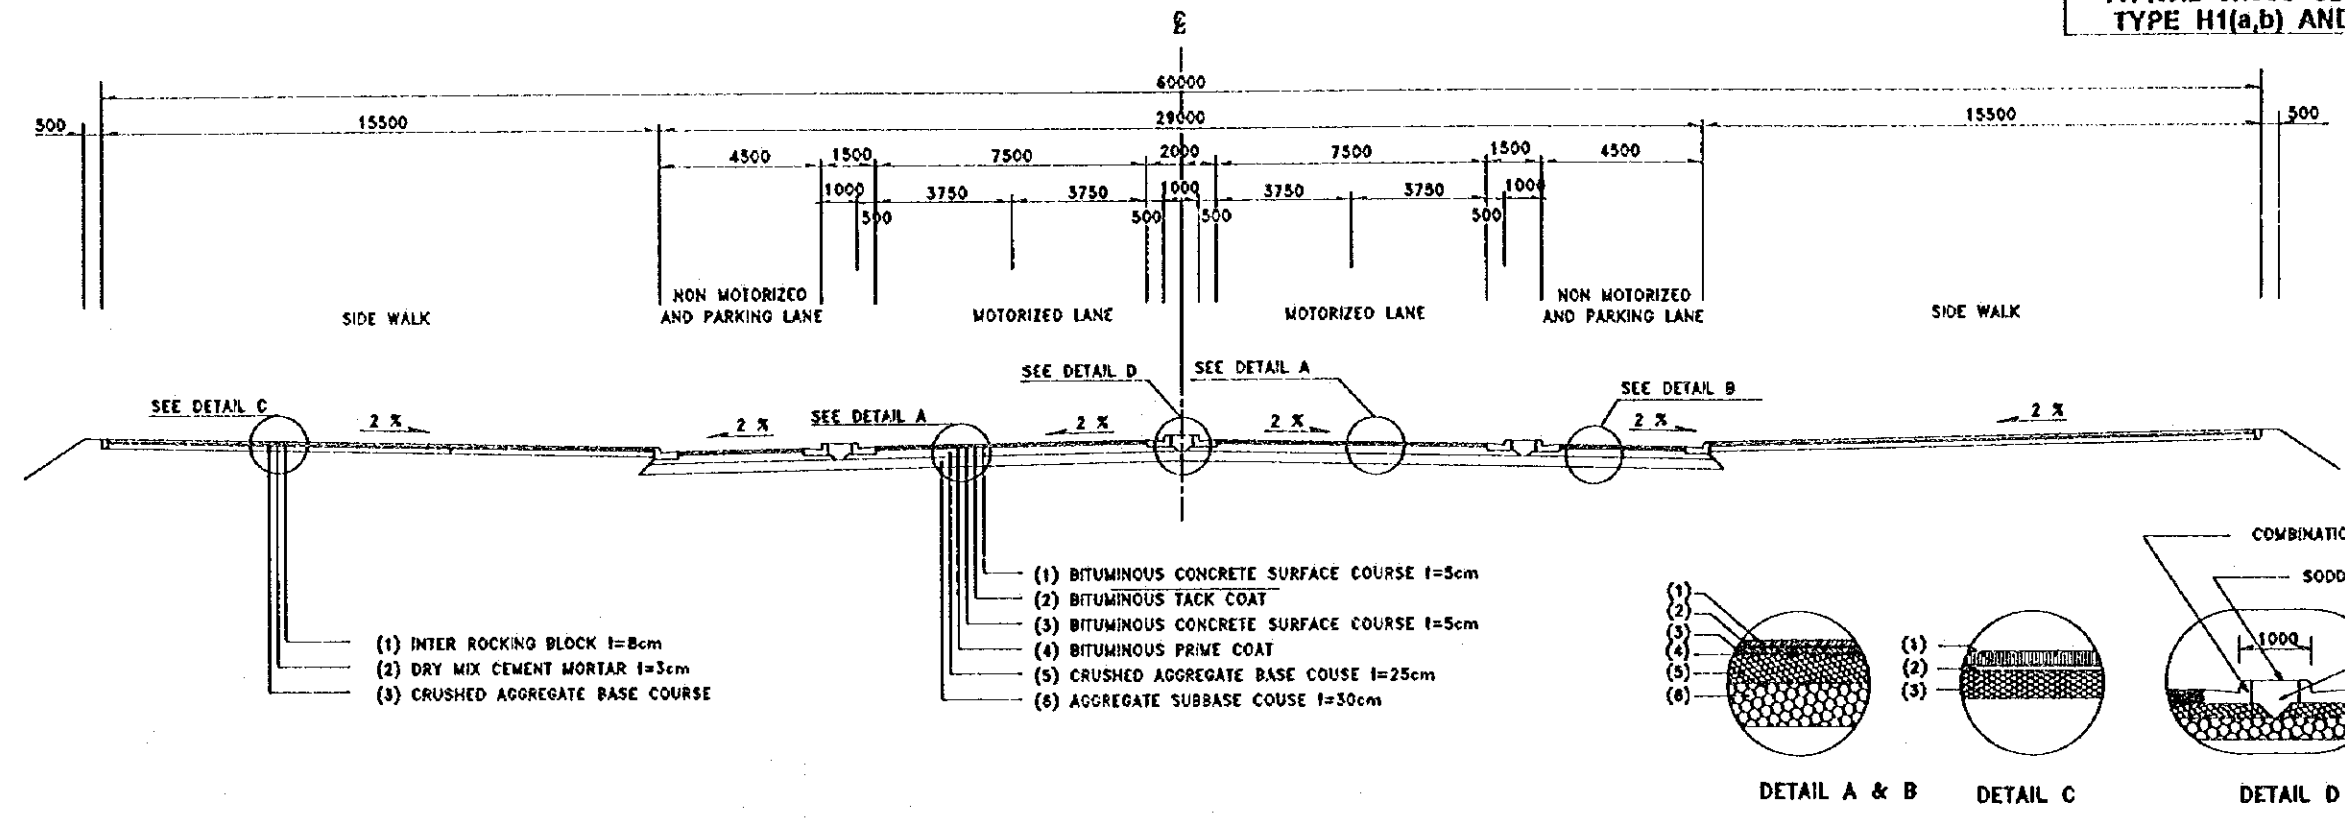 TYPE H1(a,b) AND
℄
60000
500 15500 29000 15500 500
4500 1500 7500 2000 7500 1500 4500
1000 3750 3750 1000 3750 3750 1000
500 500 500 500
NON MOTORIZED
AND PARKING LANE
NON MOTORIZED
AND PARKING LANE
SIDE WALK MOTORIZED LANE MOTORIZED LANE SIDE WALK
SEE DETAIL D SEE DETAIL A
SEE DETAIL C SEE DETAIL A SEE DETAIL B
2 % 2 % 2 % 2 % 2 % 2 %
(1) BITUMINOUS CONCRETE SURFACE COURSE t=5cm
(2) BITUMINOUS TACK COAT
(3) BITUMINOUS CONCRETE SURFACE COURSE t=5cm
(4) BITUMINOUS PRIME COAT
(5) CRUSHED AGGREGATE BASE COUSE t=25cm
(6) AGGREGATE SUBBASE COUSE t=30cm
(1) INTER ROCKING BLOCK t=8cm
(2) DRY MIX CEMENT MORTAR t=3cm
(3) CRUSHED AGGREGATE BASE COURSE
(1)
(2)
(3)
(4)
(5)
(6)
DETAIL A & B
(1)
(2)
(3)
DETAIL C
1000
DETAIL D